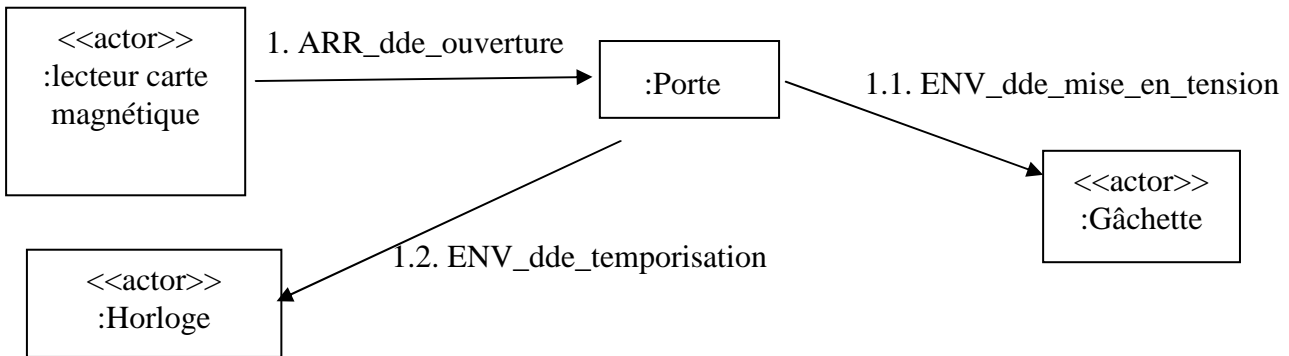 <<actor>>
:lecteur carte
magnétique
1. ARR_dde_ouverture
:Porte
1.1. ENV_dde_mise_en_tension
<<actor>>
:Gâchette
1.2. ENV_dde_temporisation
<<actor>>
:Horloge